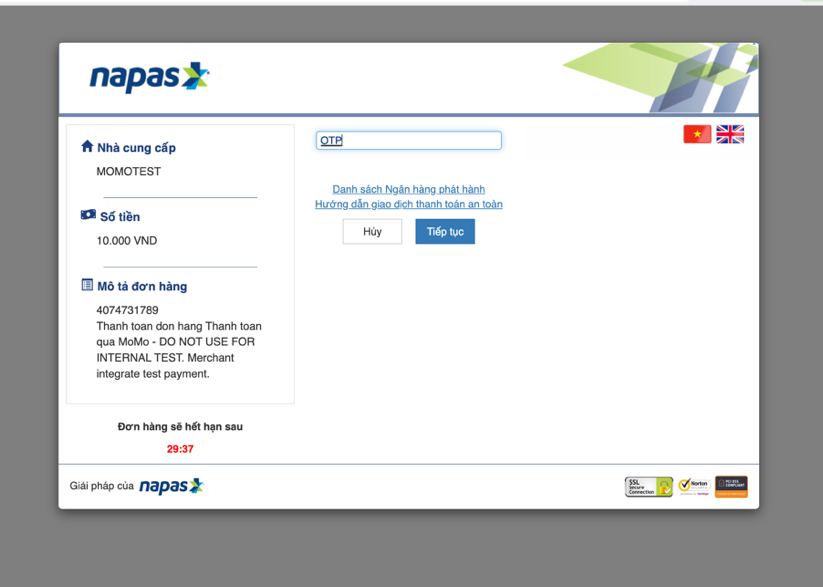 napas
Nhà cung cấp
MOMOTEST
Số tiền
10.000 VND
Mô tả đơn hàng
4074731789
Thanh toan don hang Thanh toan
qua MoMo - DO NOT USE FOR
INTERNAL TEST. Merchant
integrate test payment.
Đơn hàng sẽ hết hạn sau
29:37
OTP
Danh sách Ngân hàng phát hành
Hướng dẫn giao dịch thanh toán an toàn
Hủy
Tiếp tục
Giải pháp của napas
SSL
Secure
Connection
Norton
PCI DSS
COMPLIANT